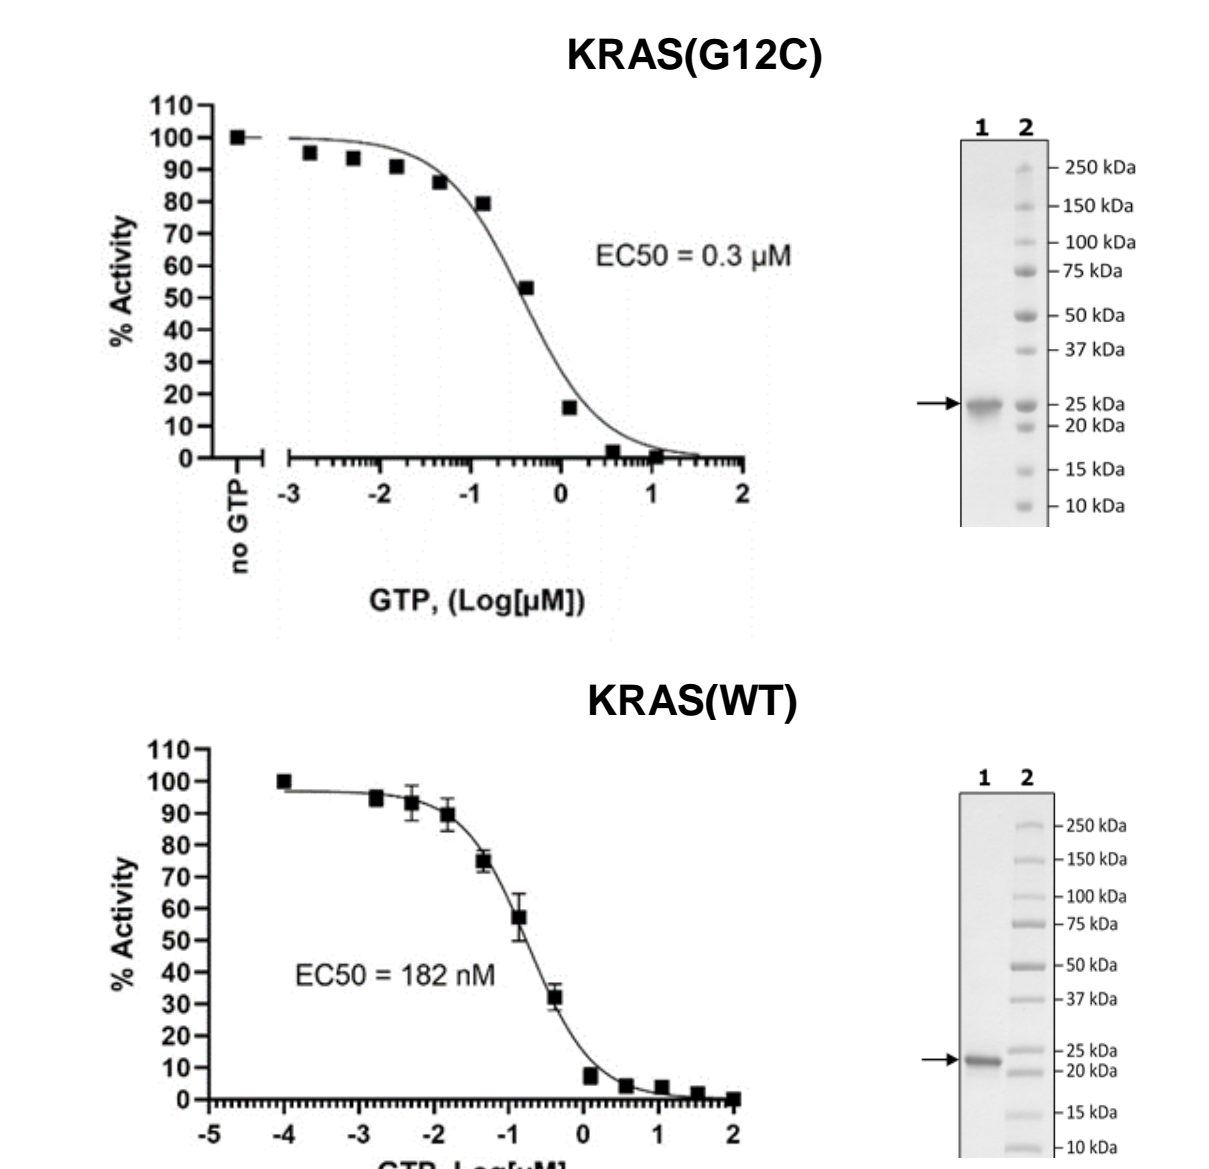 KRAS(G12C)
110
100
90
80
70
60
50
40
30
20
10
0
% Activity
EC50 = 0.3 µM
no GTP
-3 -2 -1 0 1 2
GTP, (Log[µM])
1 2
250 kDa
150 kDa
100 kDa
75 kDa
50 kDa
37 kDa
25 kDa
20 kDa
15 kDa
10 kDa
KRAS(WT)
110
100
90
80
70
60
50
40
30
20
10
0
% Activity
EC50 = 182 nM
-5 -4 -3 -2 -1 0 1 2
GTP, Log[µM]
1 2
250 kDa
150 kDa
100 kDa
75 kDa
50 kDa
37 kDa
25 kDa
20 kDa
15 kDa
10 kDa